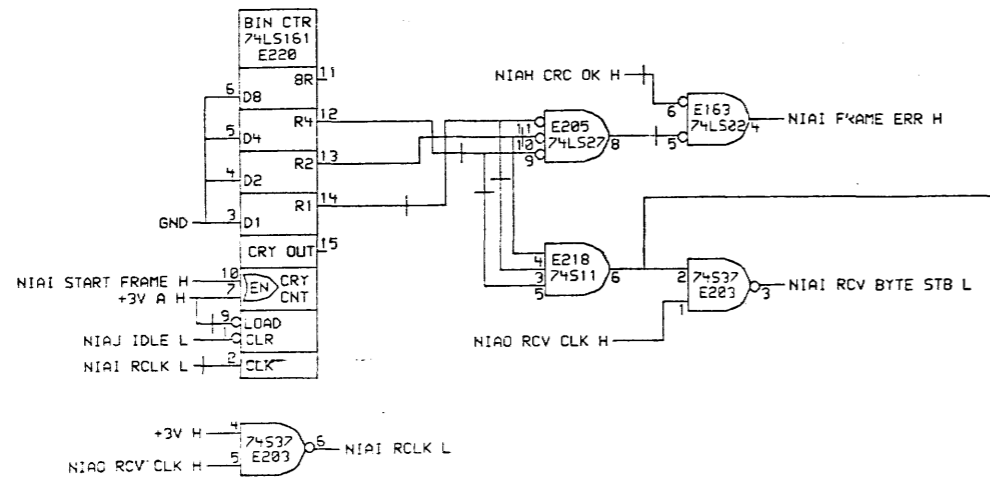 BIN CTR
74LS161
E220
8R 11
6 D8
R4 12
5 D4
R2 13
4 D2
R1 14
GND 3 D1
CRY OUT 15
NIAI START FRAME H 10
+3V A H 7
EN CRY
CNT
9 LOAD
NIAJ IDLE L 1 CLR
NIAI RCLK L 2 CLK
NIAH CRC OK H
6 E163
74LS02 4 NIAI FRAME ERR H
5
11 E205
10 74LS27 8
9
E218
4 74S11 6
3
5
2 74S37 3 NIAI RCV BYTE STB L
E203
1
NIAO RCV CLK H
+3V H 4
74S37 6 NIAI RCLK L
E203
NIAO RCV CLK H 5